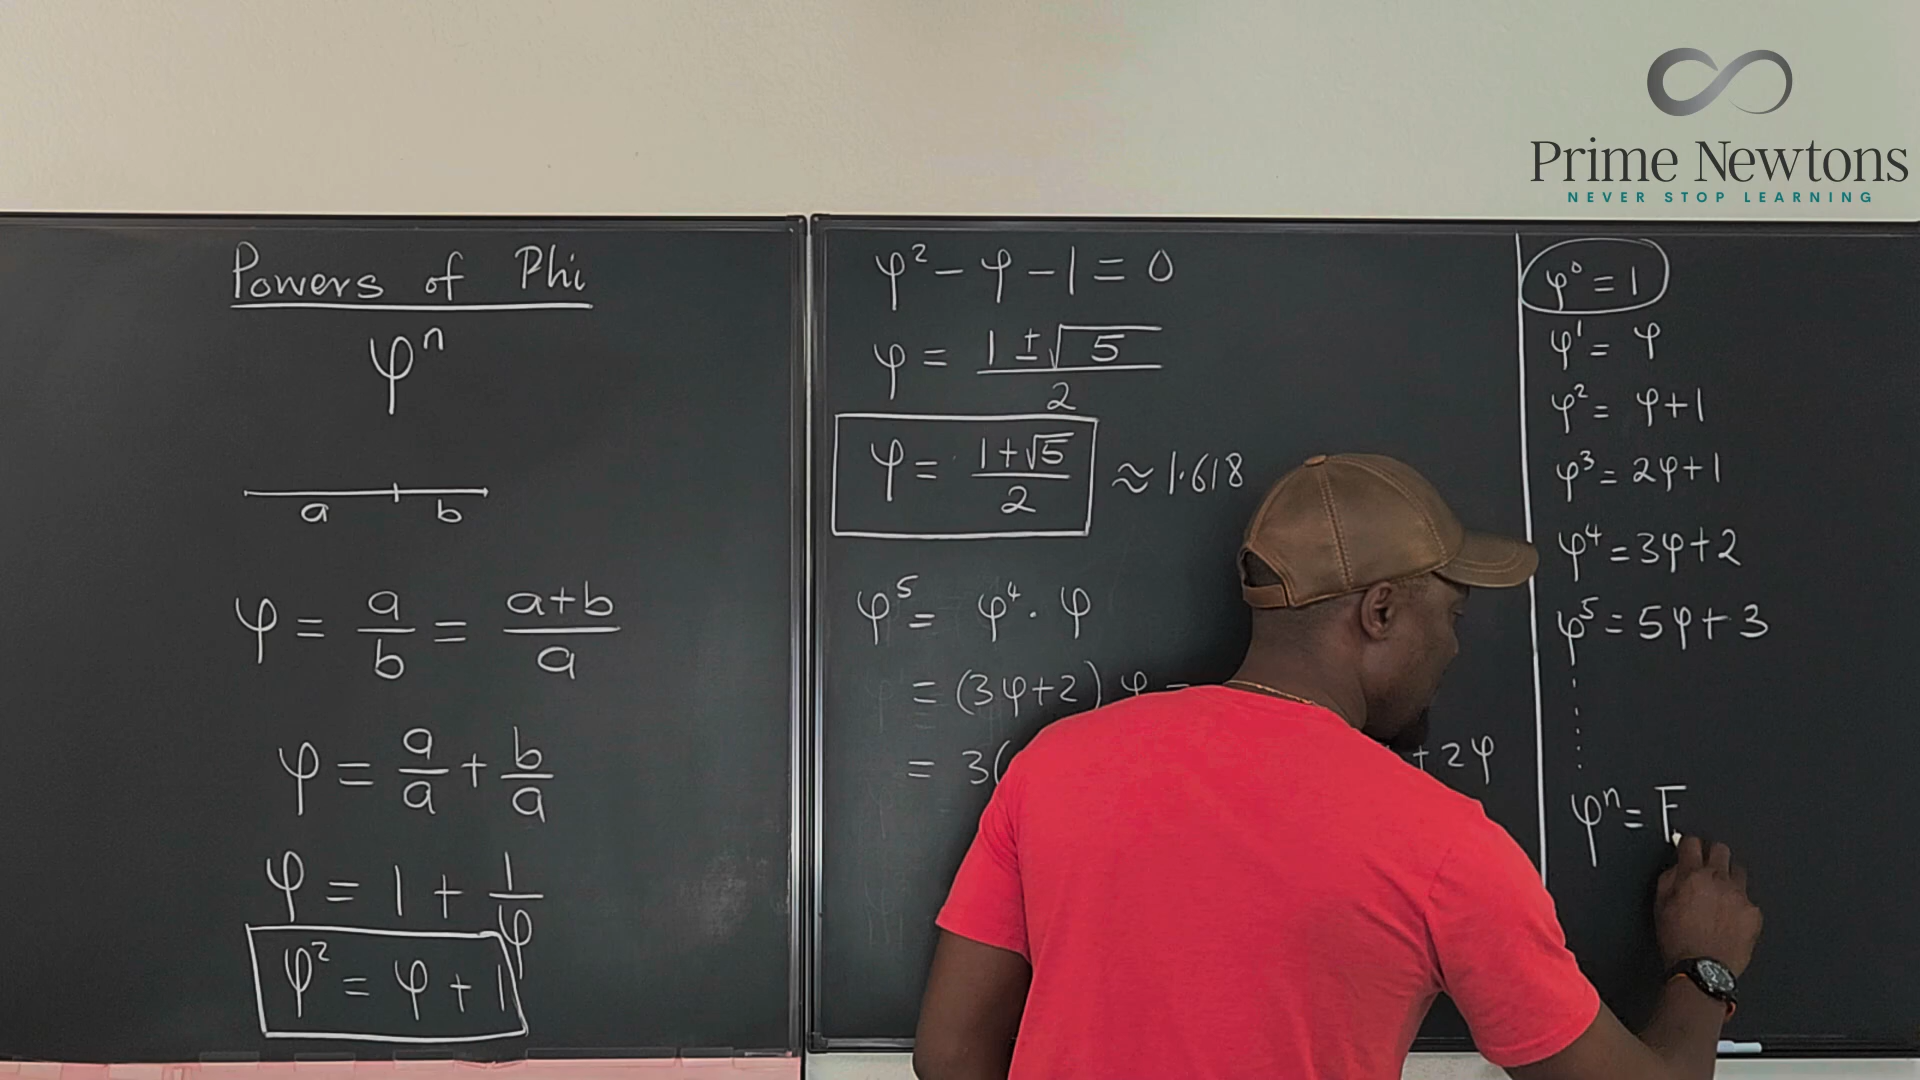 Prime Newtons
NEVER STOP LEARNING
Powers of Phi
φⁿ
a b
φ = a/b = (a+b)/a
φ = a/a + b/a
φ = 1 + 1/φ
φ² = φ + 1
φ² - φ - 1 = 0
φ = (1 ± √5)/2
φ = (1+√5)/2 ≈ 1.618
φ⁵ = φ⁴ · φ
= (3φ+2) φ =
= 3( + 2φ
φ⁰ = 1
φ¹ = φ
φ² = φ+1
φ³ = 2φ+1
φ⁴ = 3φ+2
φ⁵ = 5φ+3
φⁿ = F